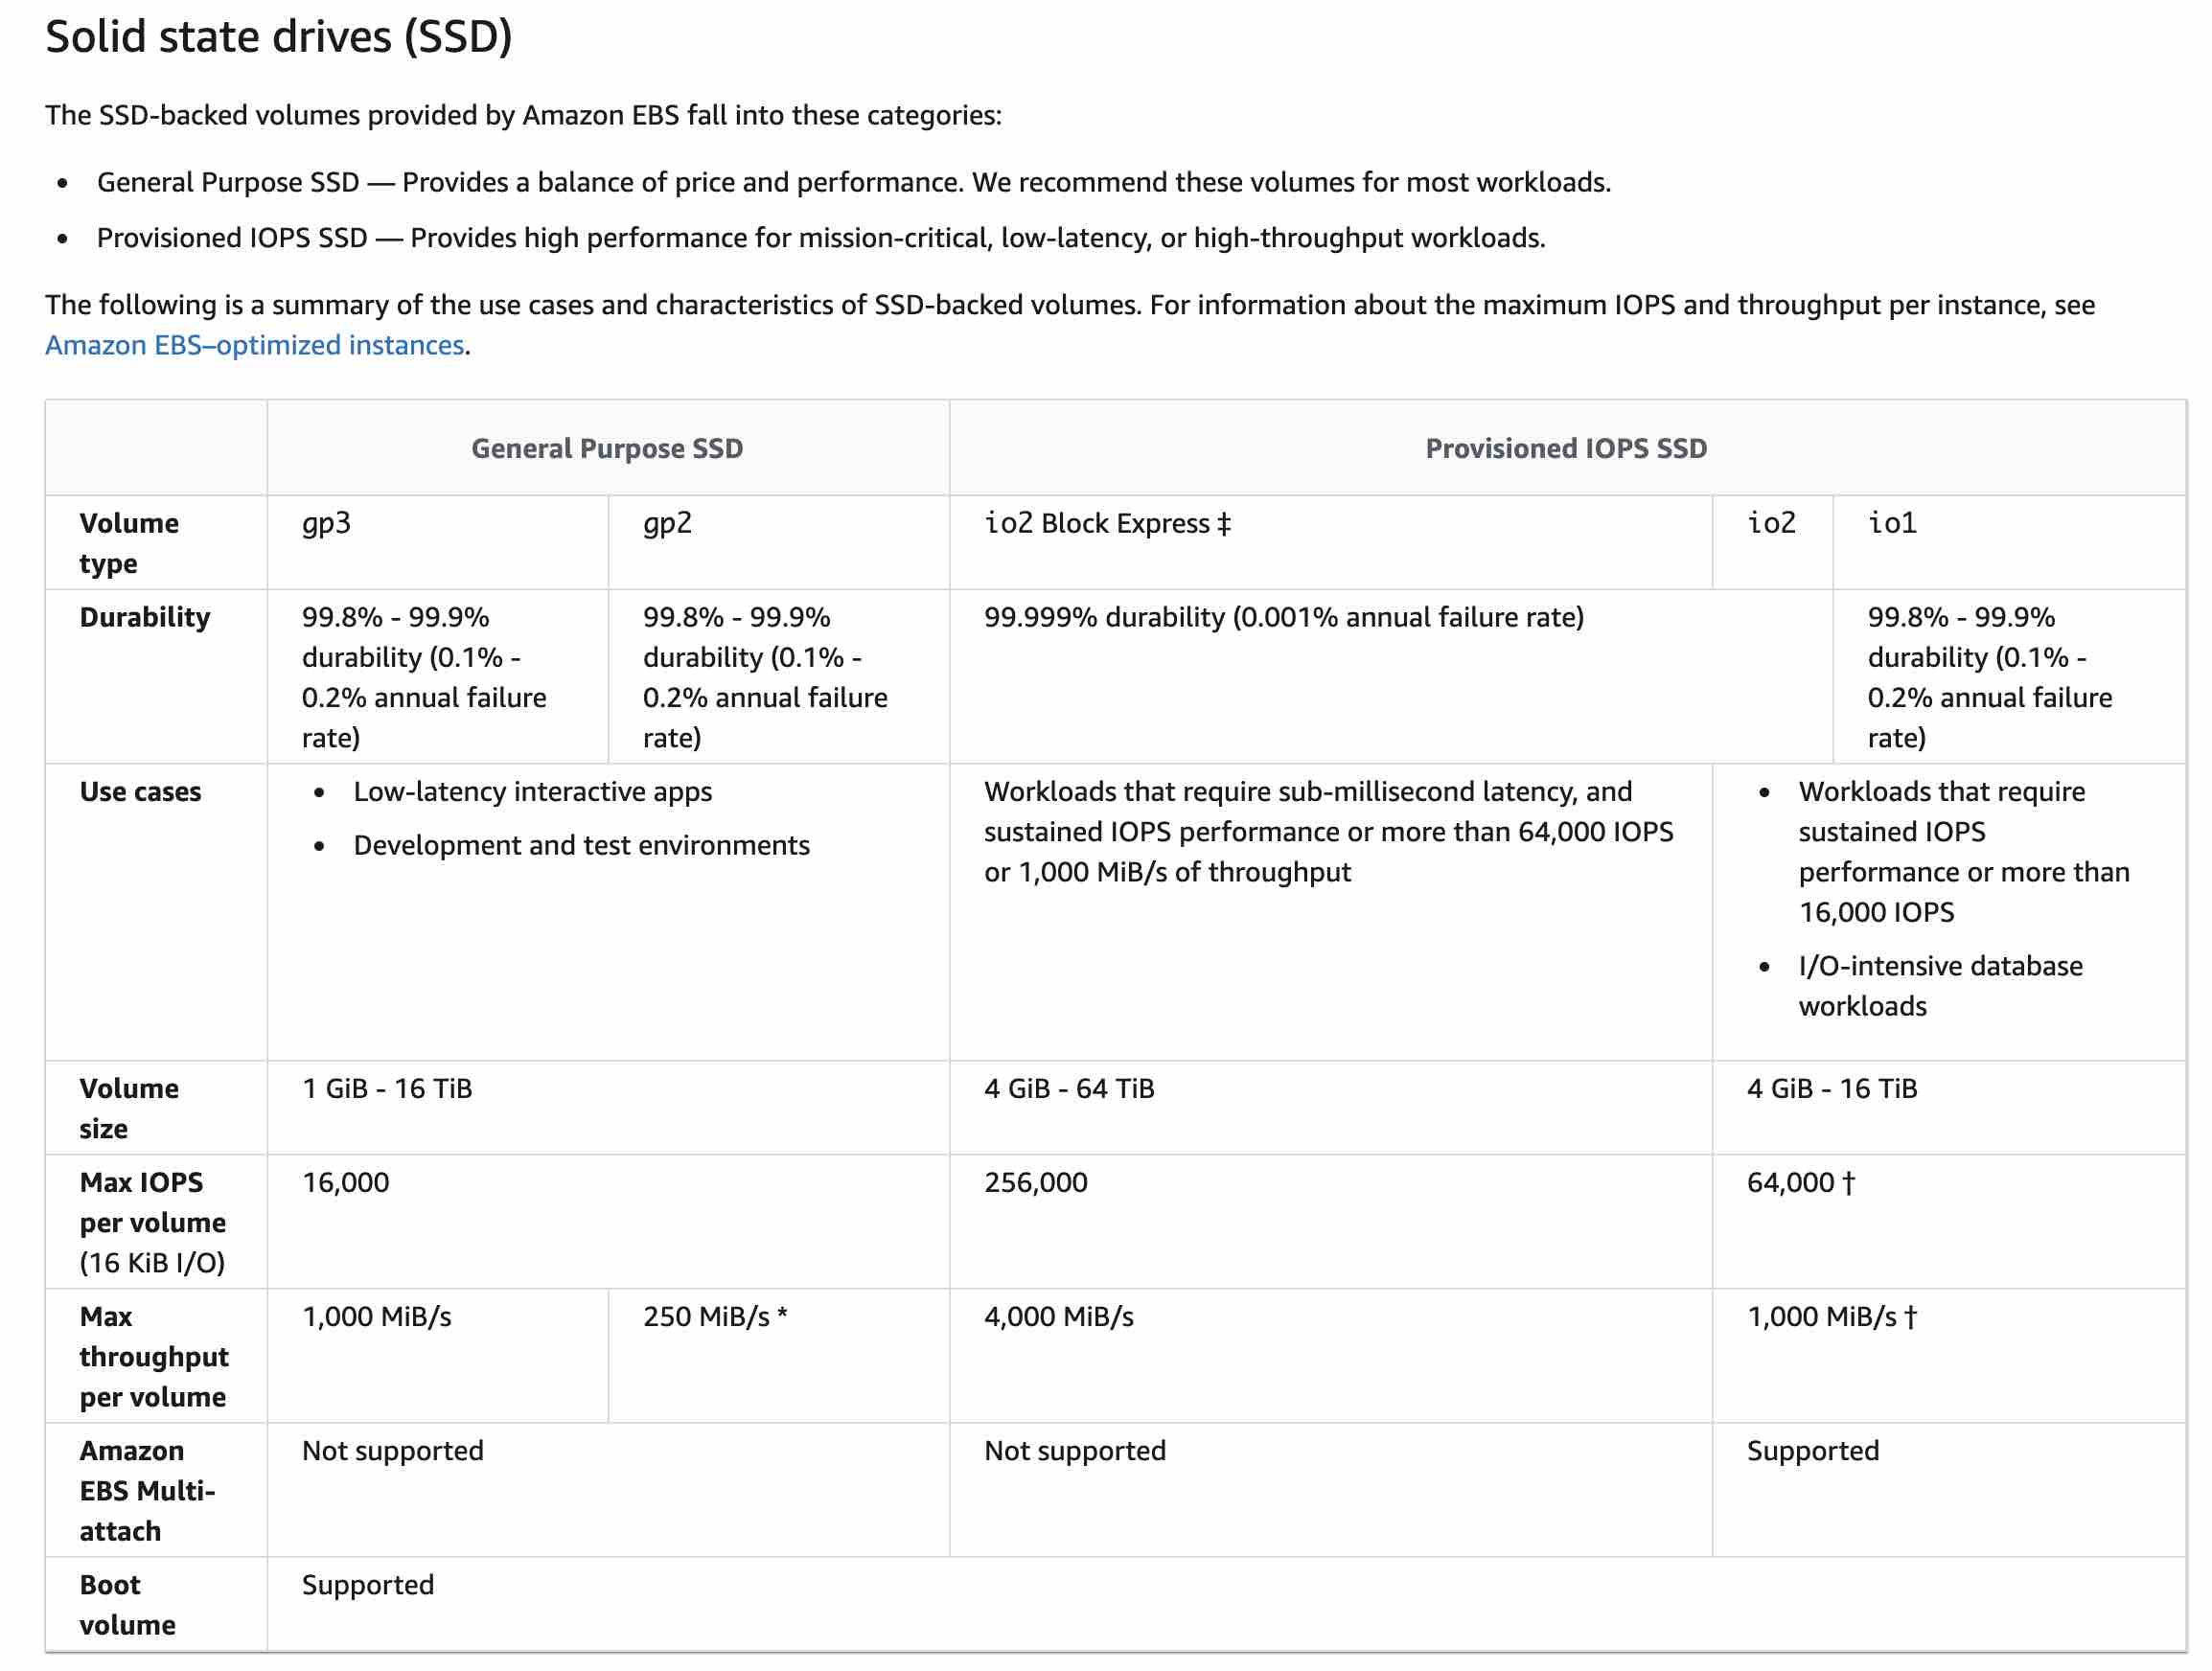 Solid state drives (SSD)
The SSD-backed volumes provided by Amazon EBS fall into these categories:
• General Purpose SSD — Provides a balance of price and performance. We recommend these volumes for most workloads.
• Provisioned IOPS SSD — Provides high performance for mission-critical, low-latency, or high-throughput workloads.
The following is a summary of the use cases and characteristics of SSD-backed volumes. For information about the maximum IOPS and throughput per instance, see
Amazon EBS–optimized instances.
General Purpose SSD
Provisioned IOPS SSD
Volume
type
gp3
gp2
io2 Block Express ‡
io2
io1
Durability
99.8% - 99.9%
durability (0.1% -
0.2% annual failure
rate)
99.8% - 99.9%
durability (0.1% -
0.2% annual failure
rate)
99.999% durability (0.001% annual failure rate)
99.8% - 99.9%
durability (0.1% -
0.2% annual failure
rate)
Use cases
• Low-latency interactive apps
• Development and test environments
Workloads that require sub-millisecond latency, and
sustained IOPS performance or more than 64,000 IOPS
or 1,000 MiB/s of throughput
• Workloads that require
sustained IOPS
performance or more than
16,000 IOPS
• I/O-intensive database
workloads
Volume
size
1 GiB - 16 TiB
4 GiB - 64 TiB
4 GiB - 16 TiB
Max IOPS
per volume
(16 KiB I/O)
16,000
256,000
64,000 †
Max
throughput
per volume
1,000 MiB/s
250 MiB/s *
4,000 MiB/s
1,000 MiB/s †
Amazon
EBS Multi-
attach
Not supported
Not supported
Supported
Boot
volume
Supported